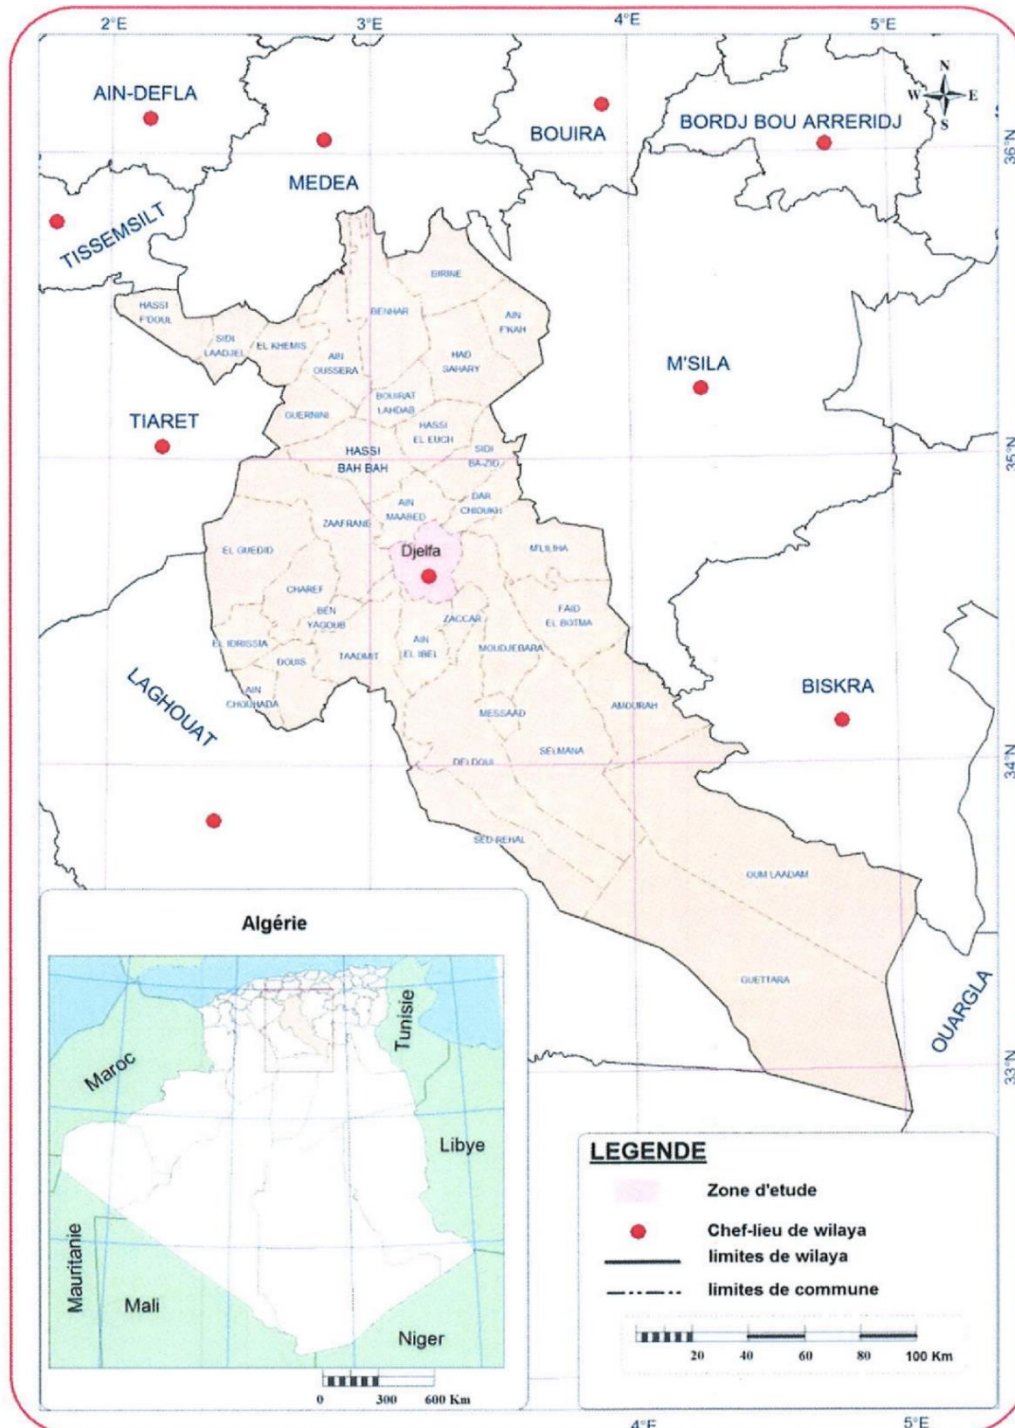 2°E
3°E
4°E
5°E
N
W
E
S
AIN-DEFLA
BOUIRA
BORDJ BOU ARRERIDJ
36°N
MEDEA
TISSEMSILT
BIRINE
HASSI
F'DOUL
BENHAR
AIN
F'KAH
SIDI
LAADJEL
EL KHEMIS
AIN
OUSSERA
HAD
SAHARY
M'SILA
BOUIRAT
LAHDAB
TIARET
GUERNINI
HASSI
EL EUCH
HASSI
BAH BAH
SIDI
BA-ZID
35°N
AIN
MAABED
DAR
CHIOUKH
ZAAFRANE
EL GUEDID
Djelfa
M'LILIHA
CHAREF
BEN
YAGOUB
ZACCAR
FAID
EL BOTMA
EL IDRISSIA
AIN
EL IBEL
MOUDJEBARA
DOUIS
TAADMIT
LAGHOUAT
AIN
CHOUHADA
BISKRA
MESSAAD
AMOURAH
SELMANA
DELDOUL
34°N
SED REHAL
OUM LAADAM
GUETTARA
OUARGLA
33°N
Algérie
Tunisie
Maroc
Libye
Mauritanie
Mali
Niger
0 300 600 Km
LEGENDE
Zone d'etude
Chef-lieu de wilaya
limites de wilaya
limites de commune
20 40 60 80 100 Km
4°E
5°E